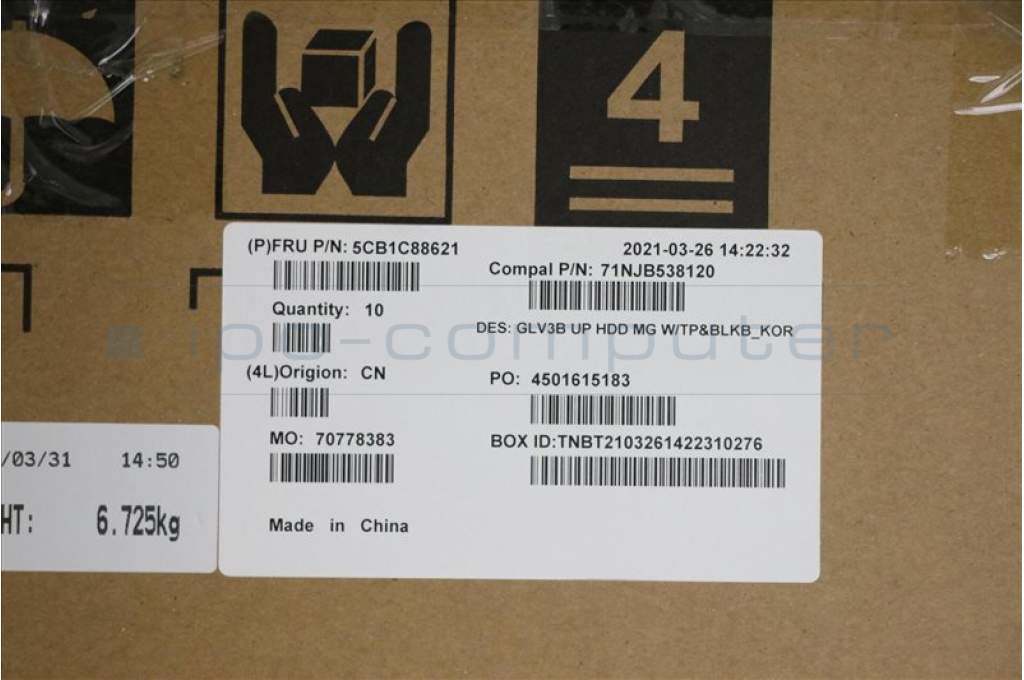 4
(P)FRU P/N: 5CB1C88621
2021-03-26 14:22:32
Compal P/N: 71NJB538120
Quantity: 10
DES: GLV3B UP HDD MG W/TP&BLKB_KOR
ipc-computer
(4L)Origion: CN
PO: 4501615183
MO: 70778383
BOX ID:TNBT2103261422310276
Made in China
/03/31 14:50
HT: 6.725kg